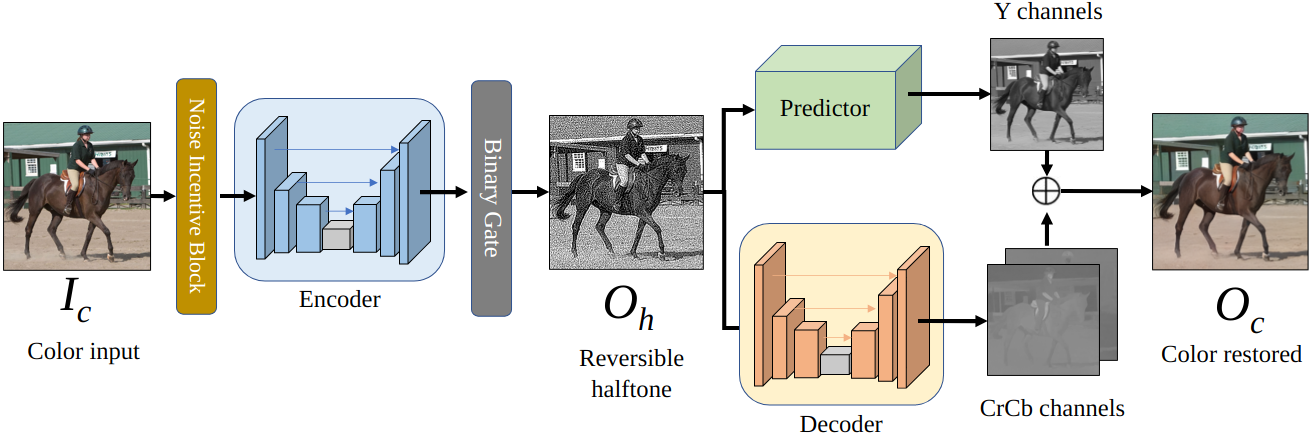 Y channels
Noise Incentive Block
Encoder
Binary Gate
Predictor
I_c
Color input
O_h
Reversible
halftone
Decoder
CrCb channels
O_c
Color restored